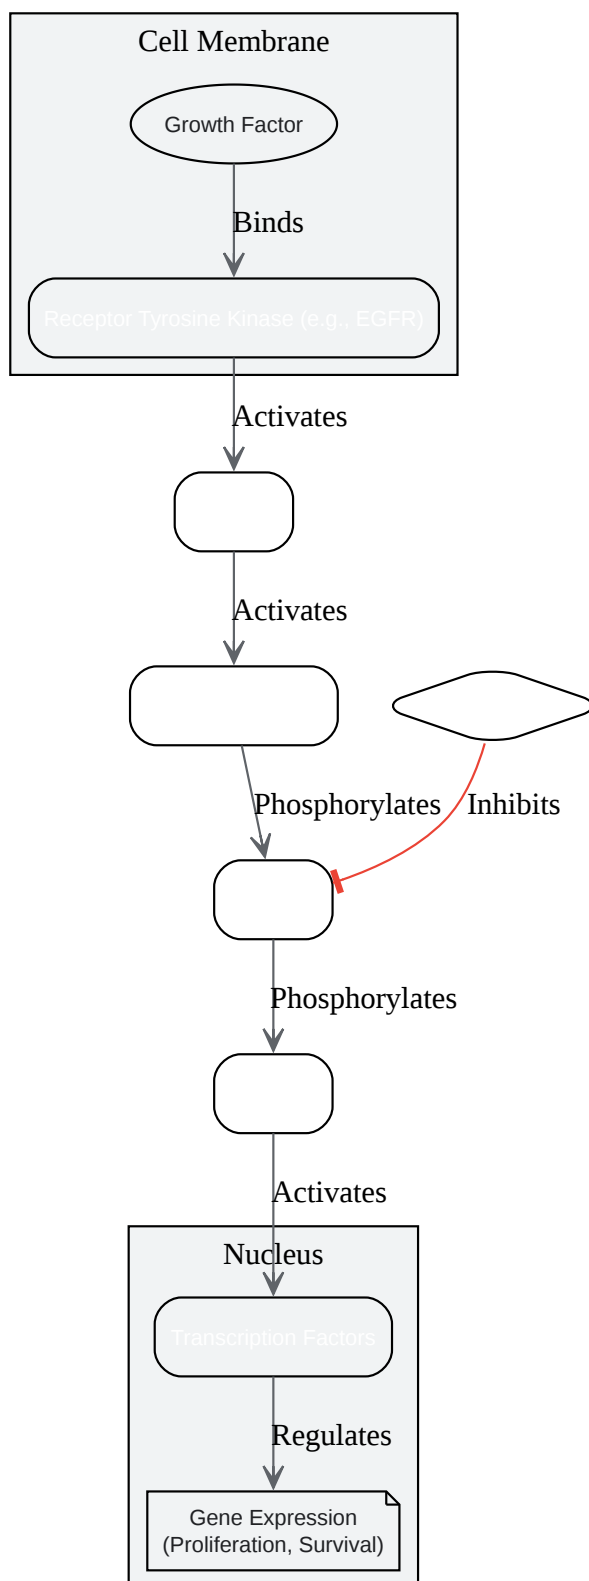 Cell Membrane
Growth Factor
Binds
Receptor Tyrosine Kinase (e.g., EGFR)
Activates
Activates
Phosphorylates
Inhibits
Phosphorylates
Activates
Nucleus
Transcription Factors
Regulates
Gene Expression
(Proliferation, Survival)